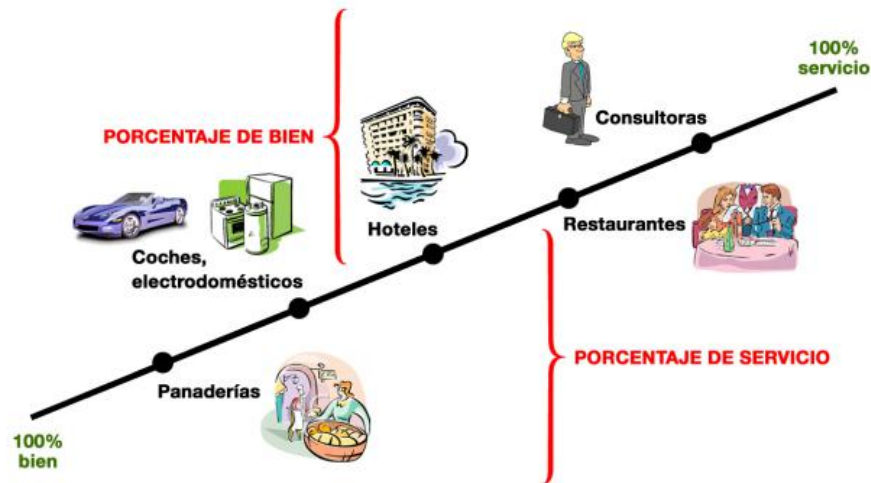 100%
servicio
Consultoras
PORCENTAJE DE BIEN
Hoteles
Restaurantes
Coches,
electrodomésticos
PORCENTAJE DE SERVICIO
Panaderías
100%
bien